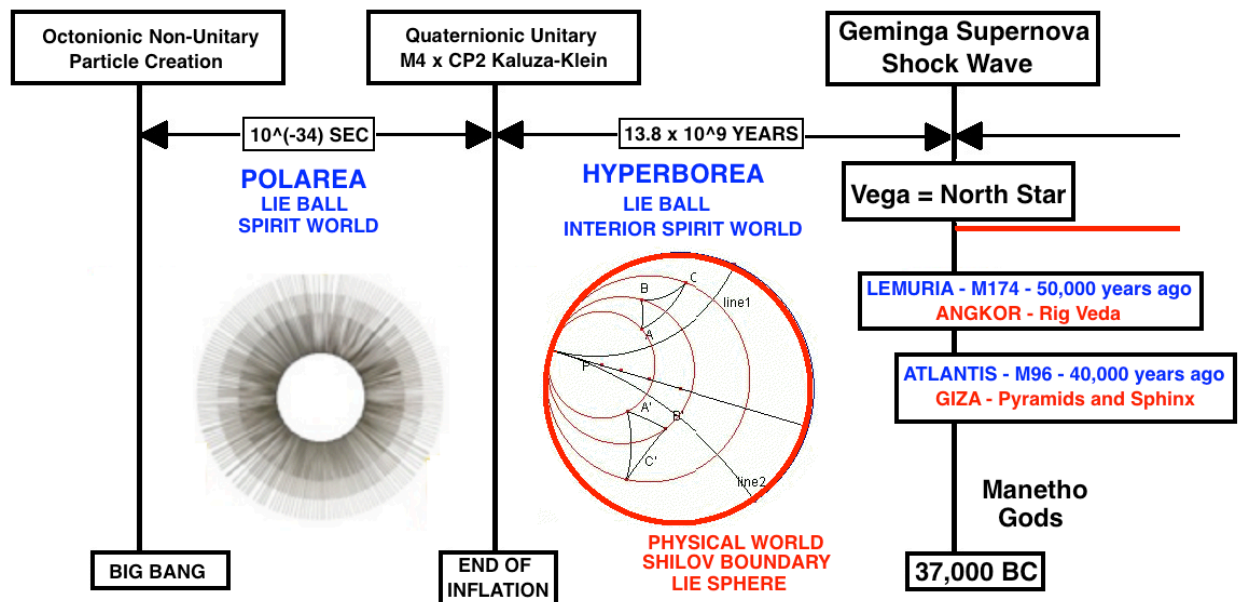 Octonionic Non-Unitary
Particle Creation
Quaternionic Unitary
M4 x CP2 Kaluza-Klein
Geminga Supernova
Shock Wave
10^(-34) SEC
13.8 x 10^9 YEARS
POLAREA
LIE BALL
SPIRIT WORLD
HYPERBOREA
LIE BALL
INTERIOR SPIRIT WORLD
Vega = North Star
LEMURIA - M174 - 50,000 years ago
ANGKOR - Rig Veda
ATLANTIS - M96 - 40,000 years ago
GIZA - Pyramids and Sphinx
C
B
line1
A
P
A'
B'
C'
line2
Manetho
Gods
PHYSICAL WORLD
SHILOV BOUNDARY
LIE SPHERE
BIG BANG
END OF
INFLATION
37,000 BC